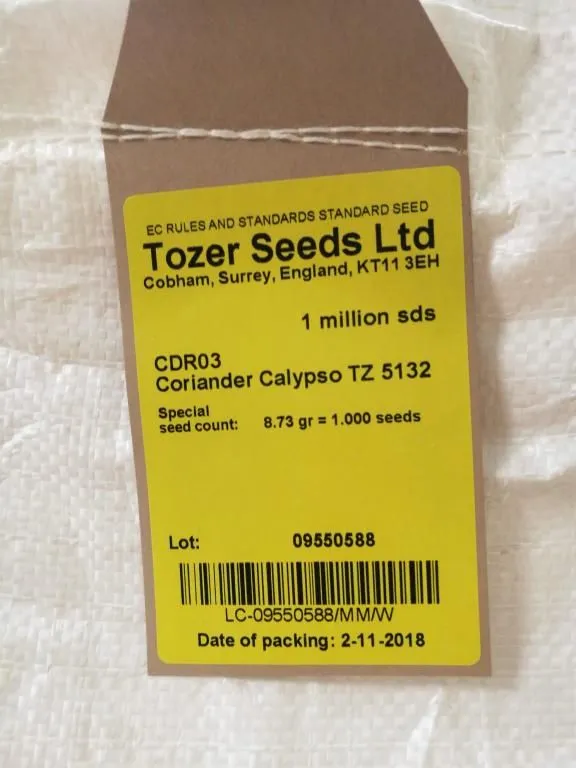 EC RULES AND STANDARDS STANDARD SEED
Tozer Seeds Ltd
Cobham, Surrey, England, KT11 3EH
1 million sds
CDR03
Coriander Calypso TZ 5132
Special
seed count: 8.73 gr = 1.000 seeds
Lot: 09550588
LC-09550588/MM/W
Date of packing: 2-11-2018